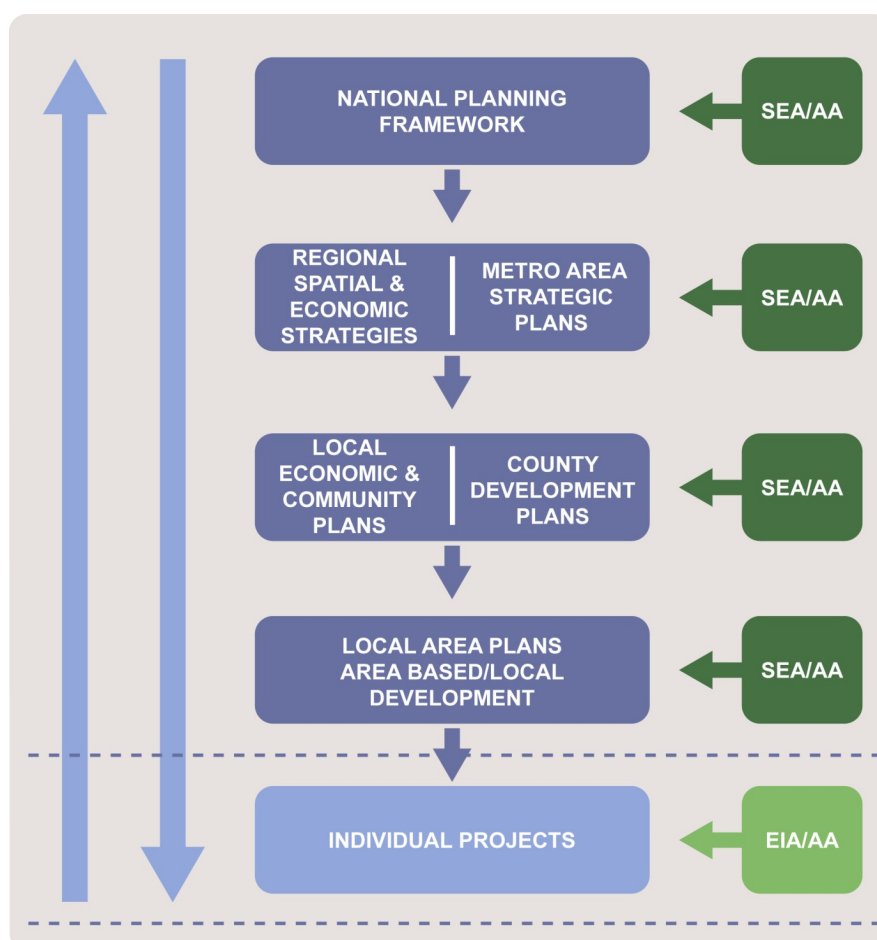 NATIONAL PLANNING
FRAMEWORK
SEA/AA
REGIONAL
SPATIAL &
ECONOMIC
STRATEGIES
METRO AREA
STRATEGIC
PLANS
SEA/AA
LOCAL
ECONOMIC &
COMMUNITY
PLANS
COUNTY
DEVELOPMENT
PLANS
SEA/AA
LOCAL AREA PLANS
AREA BASED/LOCAL
DEVELOPMENT
SEA/AA
INDIVIDUAL PROJECTS
EIA/AA